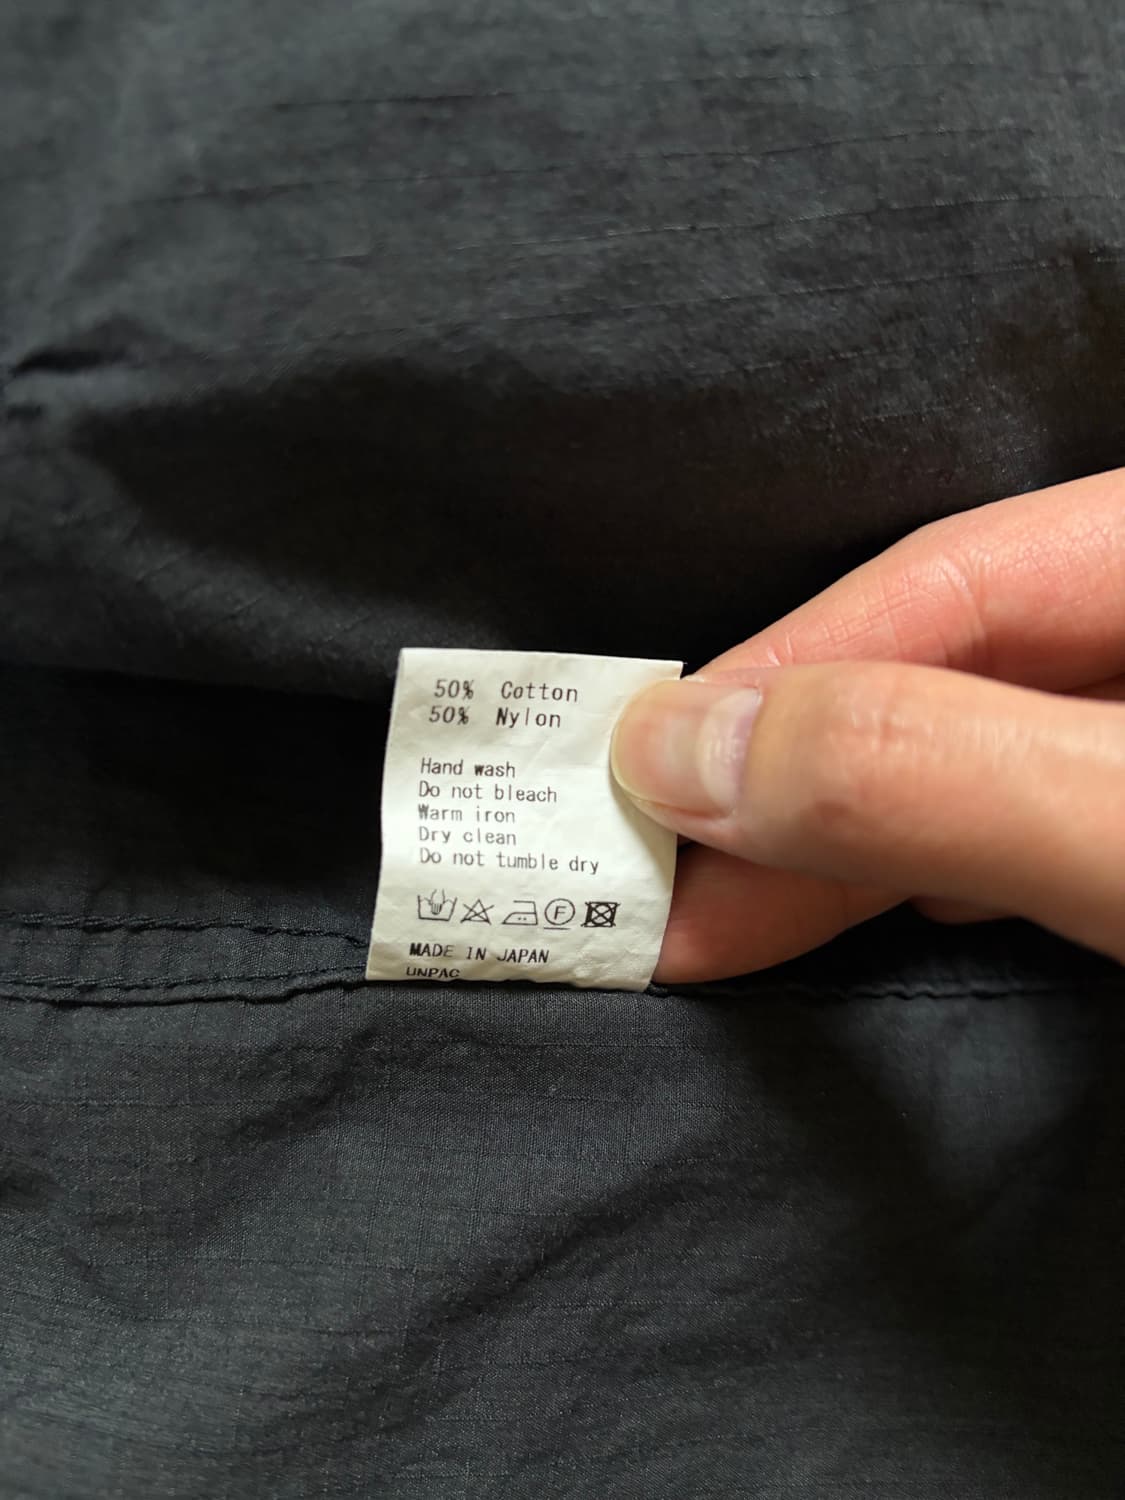 50% Cotton
50% Nylon
Hand wash
Do not bleach
Warm iron
Dry clean
Do not tumble dry
F
MADE IN JAPAN
UNPAC